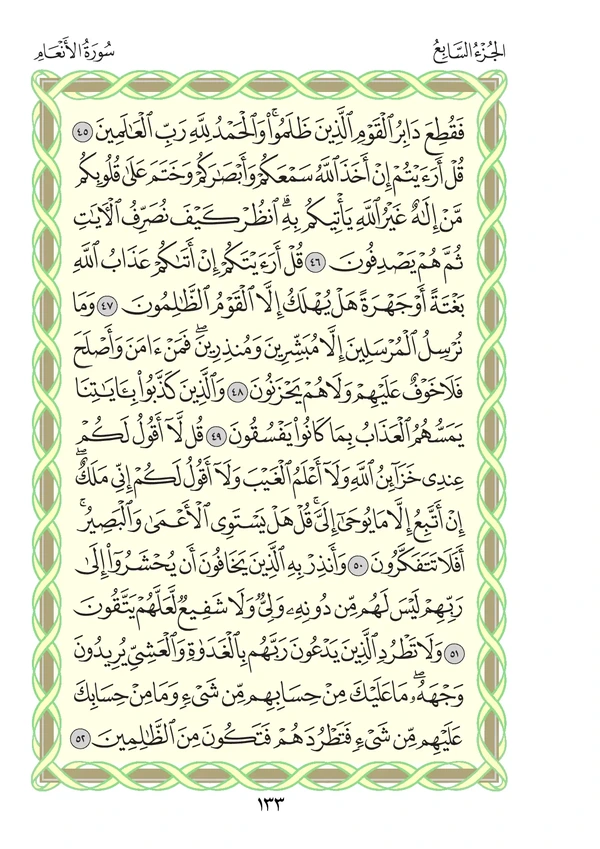 الجُزْءُ السَّابِعُ
سُورَةُ الأَنْعَامِ
فَقُطِعَ دَابِرُ ٱلْقَوْمِ ٱلَّذِينَ ظَلَمُوا۟ۚ وَٱلْحَمْدُ لِلَّهِ رَبِّ ٱلْعَٰلَمِينَ ٤٥
قُلْ أَرَءَيْتُمْ إِنْ أَخَذَ ٱللَّهُ سَمْعَكُمْ وَأَبْصَٰرَكُمْ وَخَتَمَ عَلَىٰ قُلُوبِكُم
مَّنْ إِلَٰهٌ غَيْرُ ٱللَّهِ يَأْتِيكُم بِهِۗ ٱنظُرْ كَيْفَ نُصَرِّفُ ٱلْءَايَٰتِ
ثُمَّ هُمْ يَصْدِفُونَ ٤٦ قُلْ أَرَءَيْتَكُمْ إِنْ أَتَىٰكُمْ عَذَابُ ٱللَّهِ
بَغْتَةً أَوْ جَهْرَةً هَلْ يُهْلَكُ إِلَّا ٱلْقَوْمُ ٱلظَّٰلِمُونَ ٤٧ وَمَا
نُرْسِلُ ٱلْمُرْسَلِينَ إِلَّا مُبَشِّرِينَ وَمُنذِرِينَۖ فَمَنْ ءَامَنَ وَأَصْلَحَ
فَلَا خَوْفٌ عَلَيْهِمْ وَلَا هُمْ يَحْزَنُونَ ٤٨ وَٱلَّذِينَ كَذَّبُوا۟ بِـَٔايَٰتِنَا
يَمَسُّهُمُ ٱلْعَذَابُ بِمَا كَانُوا۟ يَفْسُقُونَ ٤٩ قُل لَّآ أَقُولُ لَكُمْ
عِندِى خَزَآئِنُ ٱللَّهِ وَلَآ أَعْلَمُ ٱلْغَيْبَ وَلَآ أَقُولُ لَكُمْ إِنِّى مَلَكٌۖ
إِنْ أَتَّبِعُ إِلَّا مَا يُوحَىٰٓ إِلَىَّۚ قُلْ هَلْ يَسْتَوِى ٱلْأَعْمَىٰ وَٱلْبَصِيرُۚ
أَفَلَا تَتَفَكَّرُونَ ٥٠ وَأَنذِرْ بِهِ ٱلَّذِينَ يَخَافُونَ أَن يُحْشَرُوٓا۟ إِلَىٰ
رَبِّهِمْ لَيْسَ لَهُم مِّن دُونِهِۦ وَلِىٌّ وَلَا شَفِيعٌ لَّعَلَّهُمْ يَتَّقُونَ
٥١ وَلَا تَطْرُدِ ٱلَّذِينَ يَدْعُونَ رَبَّهُم بِٱلْغَدَوٰةِ وَٱلْعَشِىِّ يُرِيدُونَ
وَجْهَهُۥۖ مَا عَلَيْكَ مِنْ حِسَابِهِم مِّن شَىْءٍ وَمَا مِنْ حِسَابِكَ
عَلَيْهِم مِّن شَىْءٍ فَتَطْرُدَهُمْ فَتَكُونَ مِنَ ٱلظَّٰلِمِينَ ٥٢
١٣٣